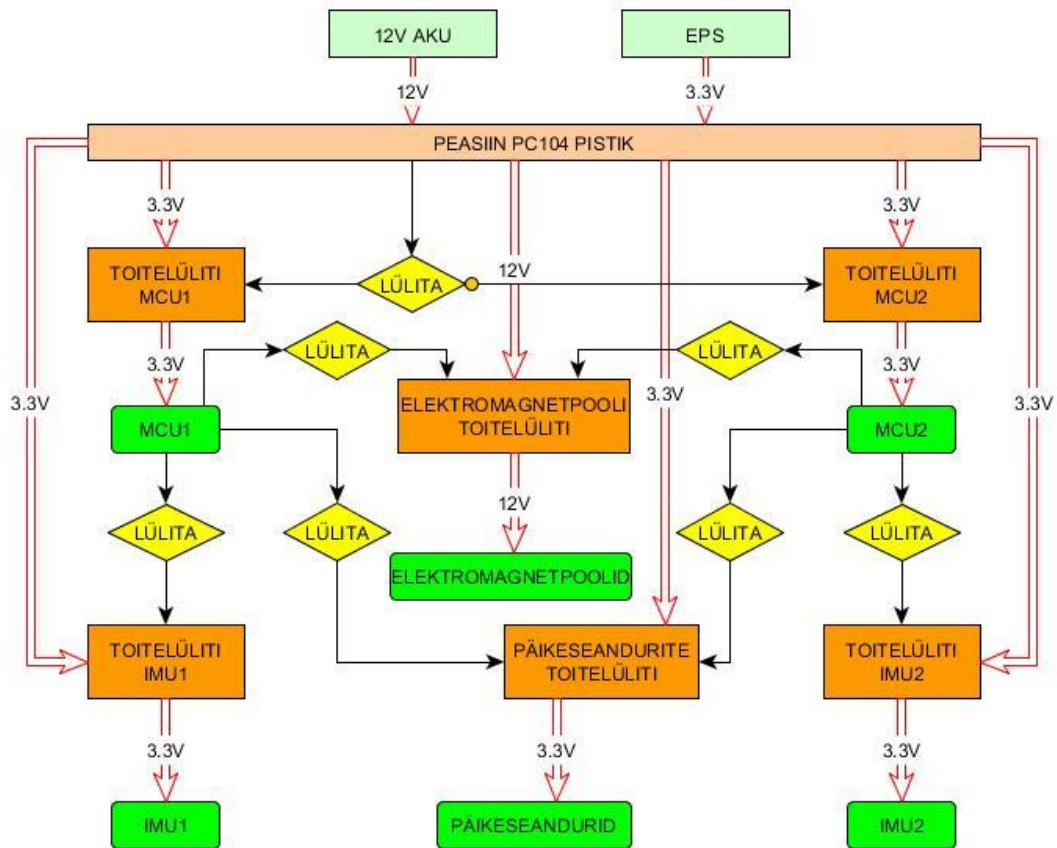 12V AKU
EPS
12V
3.3V
PEASIIN PC104 PISTIK
3.3V
3.3V
TOITELÜLITI
MCU1
LÜLITA
12V
TOITELÜLITI
MCU2
3.3V
LÜLITA
LÜLITA
3.3V
3.3V
MCU1
ELEKTROMAGNETPOOLI
TOITELÜLITI
3.3V
MCU2
3.3V
12V
LÜLITA
LÜLITA
LÜLITA
LÜLITA
ELEKTROMAGNETPOOLID
TOITELÜLITI
IMU1
PÄIKESEANDURITE
TOITELÜLITI
TOITELÜLITI
IMU2
3.3V
3.3V
3.3V
IMU1
PÄIKESEANDURID
IMU2